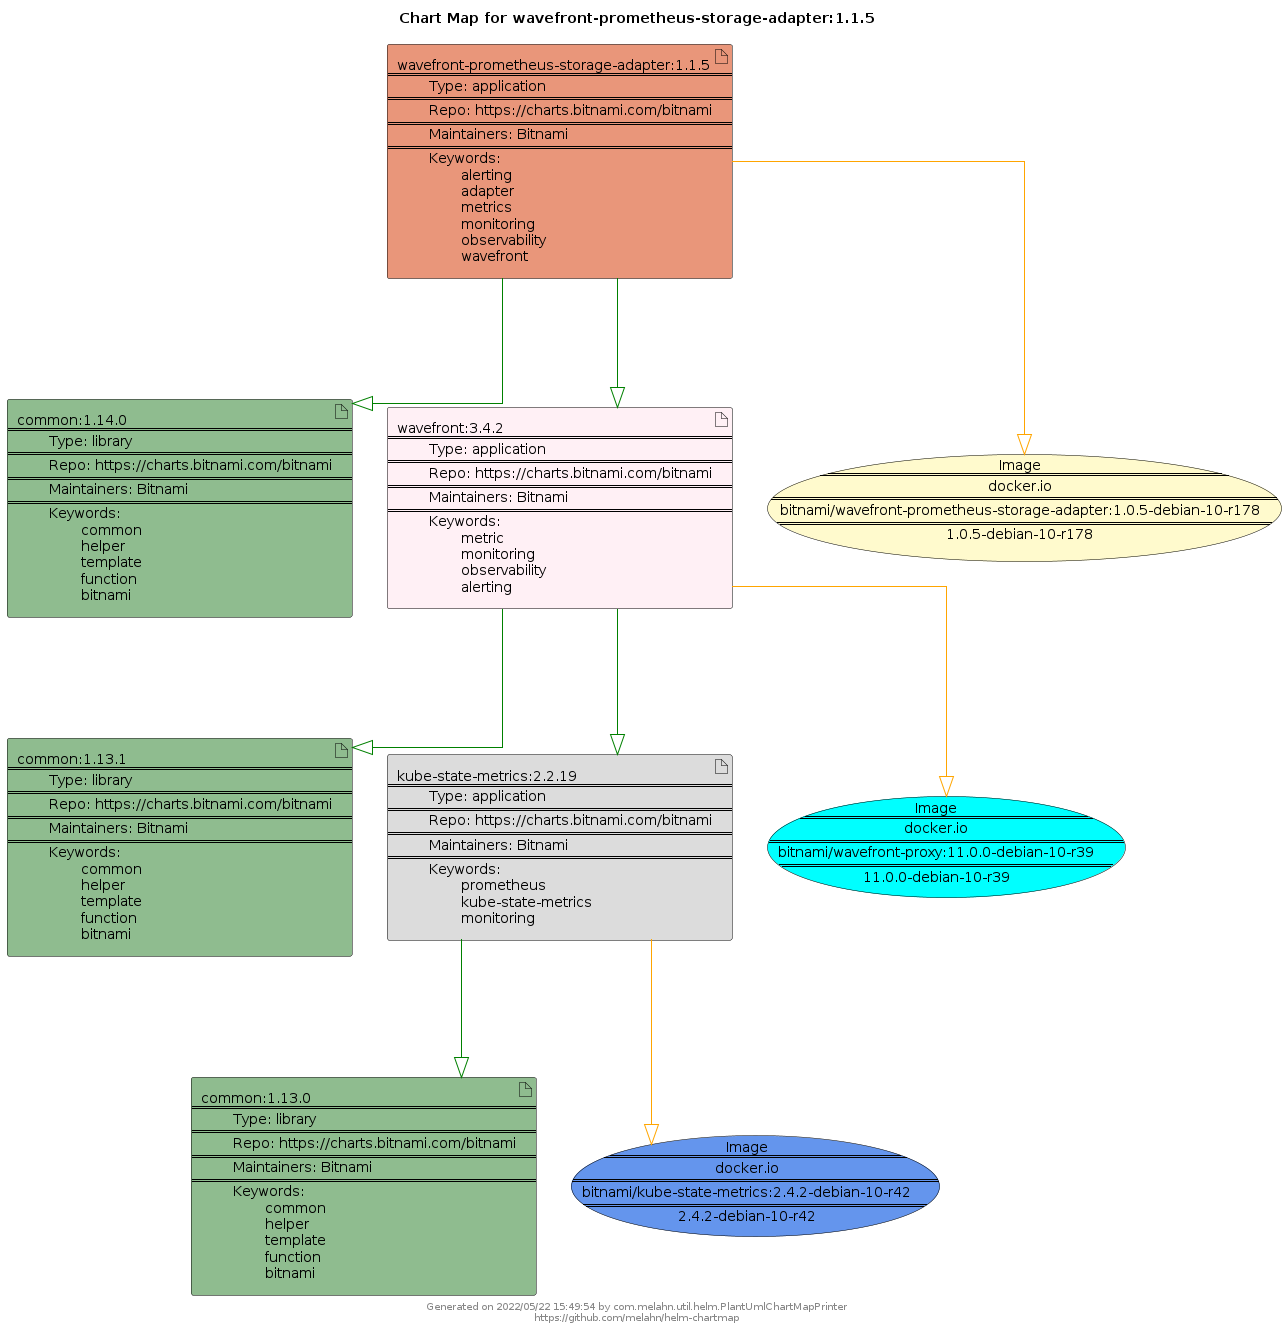 Chart Map for wavefront-prometheus-storage-adapter:1.1.5
wavefront-prometheus-storage-adapter:1.1.5
Type: application
Repo: https://charts.bitnami.com/bitnami
Maintainers: Bitnami
Keywords:
alerting
adapter
metrics
monitoring
observability
wavefront
common:1.14.0
Type: library
Repo: https://charts.bitnami.com/bitnami
Maintainers: Bitnami
Keywords:
common
helper
template
function
bitnami
wavefront:3.4.2
Type: application
Repo: https://charts.bitnami.com/bitnami
Maintainers: Bitnami
Keywords:
metric
monitoring
observability
alerting
Image
docker.io
bitnami/wavefront-prometheus-storage-adapter:1.0.5-debian-10-r178
1.0.5-debian-10-r178
common:1.13.1
Type: library
Repo: https://charts.bitnami.com/bitnami
Maintainers: Bitnami
Keywords:
common
helper
template
function
bitnami
kube-state-metrics:2.2.19
Type: application
Repo: https://charts.bitnami.com/bitnami
Maintainers: Bitnami
Keywords:
prometheus
kube-state-metrics
monitoring
Image
docker.io
bitnami/wavefront-proxy:11.0.0-debian-10-r39
11.0.0-debian-10-r39
common:1.13.0
Type: library
Repo: https://charts.bitnami.com/bitnami
Maintainers: Bitnami
Keywords:
common
helper
template
function
bitnami
Image
docker.io
bitnami/kube-state-metrics:2.4.2-debian-10-r42
2.4.2-debian-10-r42
Generated on 2022/05/22 15:49:54 by com.melahn.util.helm.PlantUmlChartMapPrinter
https://github.com/melahn/helm-chartmap